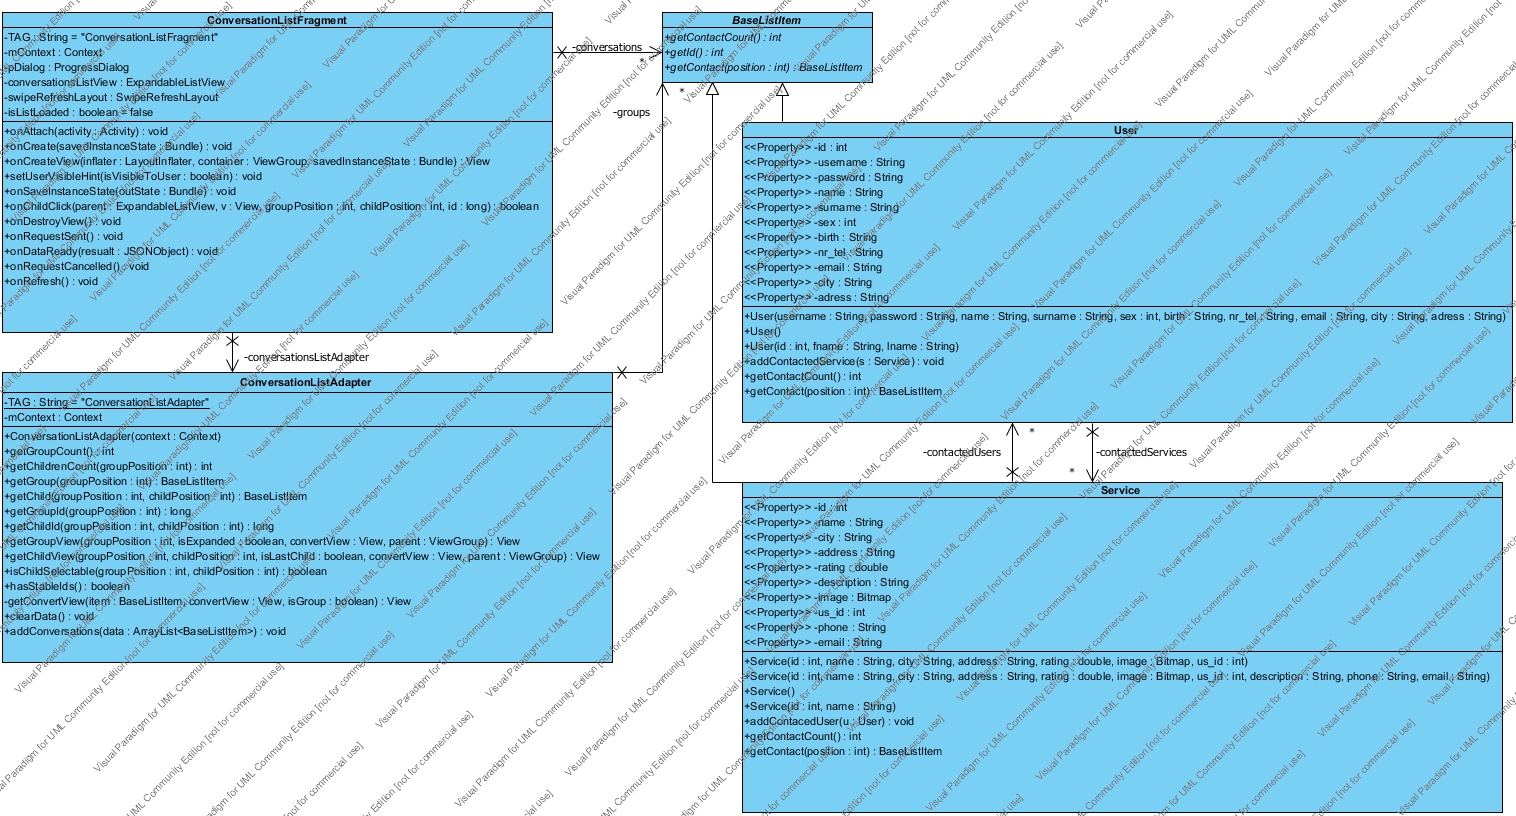 ConversationListFragment
-TAG : String = "ConversationListFragment"
-mContext : Context
-pDialog : ProgressDialog
-conversationsListView : ExpandableListView
-swipeRefreshLayout : SwipeRefreshLayout
-isListLoaded : boolean = false
+onAttach(activity : Activity) : void
+onCreate(savedInstanceState : Bundle) : void
+onCreateView(inflater : LayoutInflater, container : ViewGroup, savedInstanceState : Bundle) : View
+setUserVisibleHint(isVisibleToUser : boolean) : void
+onSaveInstanceState(outState : Bundle) : void
+onChildClick(parent : ExpandableListView, v : View, groupPosition : int, childPosition : int, id : long) : boolean
+onDestroyView() : void
+onRequestSent() : void
+onDataReady(resualt : JSONObject) : void
+onRequestCancelled() : void
+onRefresh() : void
-conversations
*
BaseListItem
+getContactCount() : int
+getId() : int
+getContact(position : int) : BaseListItem
*
-groups
-conversationsListAdapter
ConversationListAdapter
-TAG : String = "ConversationListAdapter"
-mContext : Context
+ConversationListAdapter(context : Context)
+getGroupCount() : int
+getChildrenCount(groupPosition : int) : int
+getGroup(groupPosition : int) : BaseListItem
+getChild(groupPosition : int, childPosition : int) : BaseListItem
+getGroupId(groupPosition : int) : long
+getChildId(groupPosition : int, childPosition : int) : long
+getGroupView(groupPosition : int, isExpanded : boolean, convertView : View, parent : ViewGroup) : View
+getChildView(groupPosition : int, childPosition : int, isLastChild : boolean, convertView : View, parent : ViewGroup) : View
+isChildSelectable(groupPosition : int, childPosition : int) : boolean
+hasStableIds() : boolean
-getConvertView(item : BaseListItem, convertView : View, isGroup : boolean) : View
+clearData() : void
+addConversations(data : ArrayList<BaseListItem>) : void
User
<<Property>> -id : int
<<Property>> -username : String
<<Property>> -password : String
<<Property>> -name : String
<<Property>> -surname : String
<<Property>> -sex : int
<<Property>> -birth : String
<<Property>> -nr_tel : String
<<Property>> -email : String
<<Property>> -city : String
<<Property>> -adress : String
+User(username : String, password : String, name : String, surname : String, sex : int, birth : String, nr_tel : String, email : String, city : String, adress : String)
+User()
+User(id : int, fname : String, lname : String)
+addContactedService(s : Service) : void
+getContactCount() : int
+getContact(position : int) : BaseListItem
*
-contactedUsers
-contactedServices
*
Service
<<Property>> -id : int
<<Property>> -name : String
<<Property>> -city : String
<<Property>> -address : String
<<Property>> -rating : double
<<Property>> -description : String
<<Property>> -image : Bitmap
<<Property>> -us_id : int
<<Property>> -phone : String
<<Property>> -email : String
+Service(id : int, name : String, city : String, address : String, rating : double, image : Bitmap, us_id : int)
+Service(id : int, name : String, city : String, address : String, rating : double, image : Bitmap, us_id : int, description : String, phone : String, email : String)
+Service()
+Service(id : int, name : String)
+addContacedUser(u : User) : void
+getContactCount() : int
+getContact(position : int) : BaseListItem
Visual Paradigm for UML Community Edition [not for commercial use]